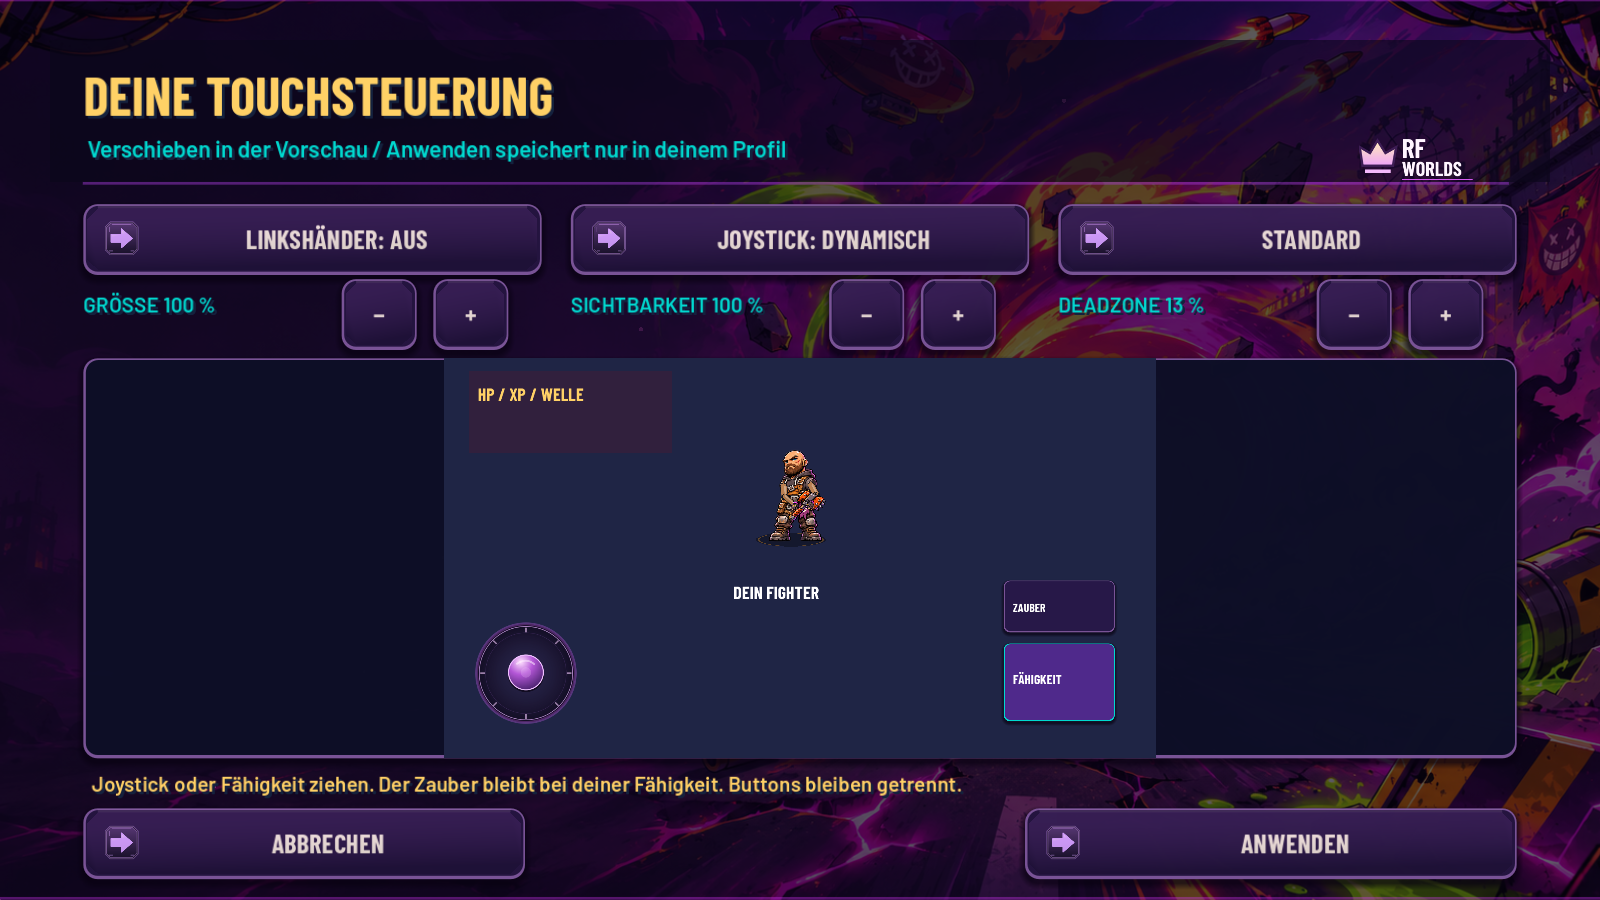 DEINE TOUCHSTEUERUNG
Verschieben in der Vorschau / Anwenden speichert nur in deinem Profil
RF
WORLDS
LINKSHÄNDER: AUS
JOYSTICK: DYNAMISCH
STANDARD
GRÖSSE 100 %
-
+
SICHTBARKEIT 100 %
-
+
DEADZONE 13 %
-
+
HP / XP / WELLE
DEIN FIGHTER
ZAUBER
FÄHIGKEIT
Joystick oder Fähigkeit ziehen. Der Zauber bleibt bei deiner Fähigkeit. Buttons bleiben getrennt.
ABBRECHEN
ANWENDEN